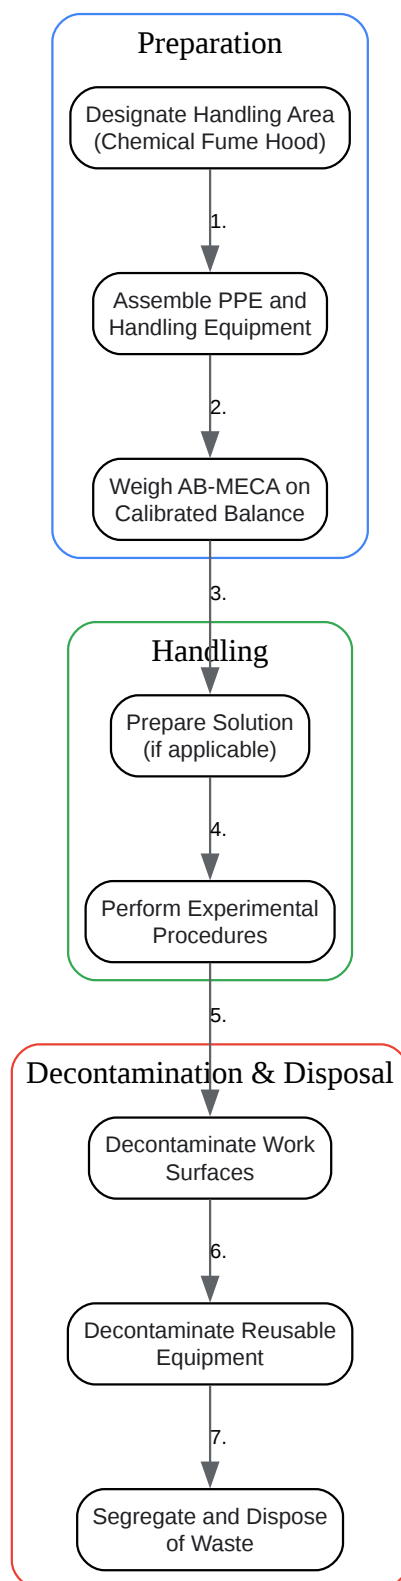 Preparation
Designate Handling Area
(Chemical Fume Hood)
1.
Assemble PPE and
Handling Equipment
2.
Weigh AB-MECA on
Calibrated Balance
3.
Handling
Prepare Solution
(if applicable)
4.
Perform Experimental
Procedures
5.
Decontamination & Disposal
Decontaminate Work
Surfaces
6.
Decontaminate Reusable
Equipment
7.
Segregate and Dispose
of Waste